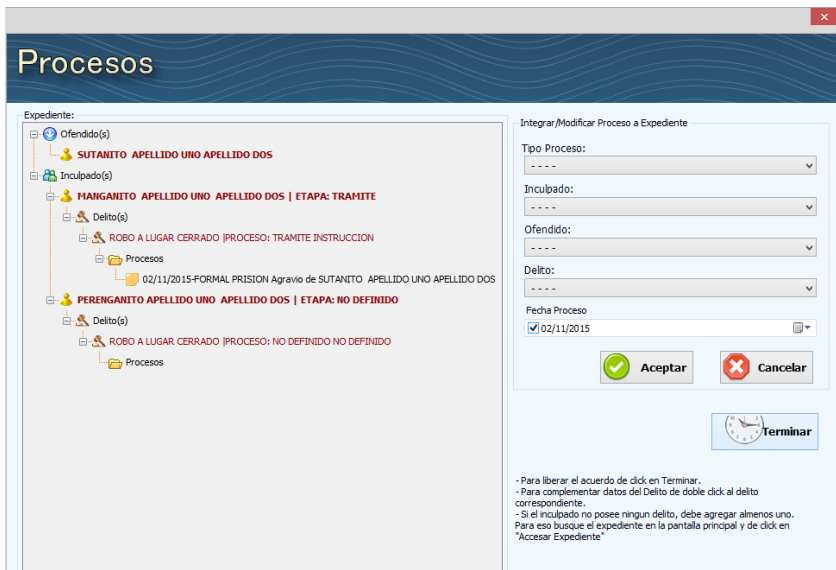 Procesos
Expediente:
Ofendido(s)
SUTANITO APELLIDO UNO APELLIDO DOS
Inculpado(s)
MANGANITO APELLIDO UNO APELLIDO DOS | ETAPA: TRAMITE
Delito(s)
ROBO A LUGAR CERRADO |PROCESO: TRAMITE INSTRUCCION
Procesos
02/11/2015-FORMAL PRISION Agravio de SUTANITO APELLIDO UNO APELLIDO DOS
PERENGANITO APELLIDO UNO APELLIDO DOS | ETAPA: NO DEFINIDO
Delito(s)
ROBO A LUGAR CERRADO |PROCESO: NO DEFINIDO NO DEFINIDO
Procesos
Integrar/Modificar Proceso a Expediente
Tipo Proceso:
- - - -
Inculpado:
- - - -
Ofendido:
- - - -
Delito:
- - - -
Fecha Proceso
02/11/2015
Aceptar
Cancelar
Terminar
- Para liberar el acuerdo de click en Terminar.
- Para complementar datos del Delito de doble click al delito
correspondiente.
- Si el inculpado no posee ningun delito, debe agregar almenos uno.
Para eso busque el expediente en la pantalla principal y de click en
"Accesar Expediente"